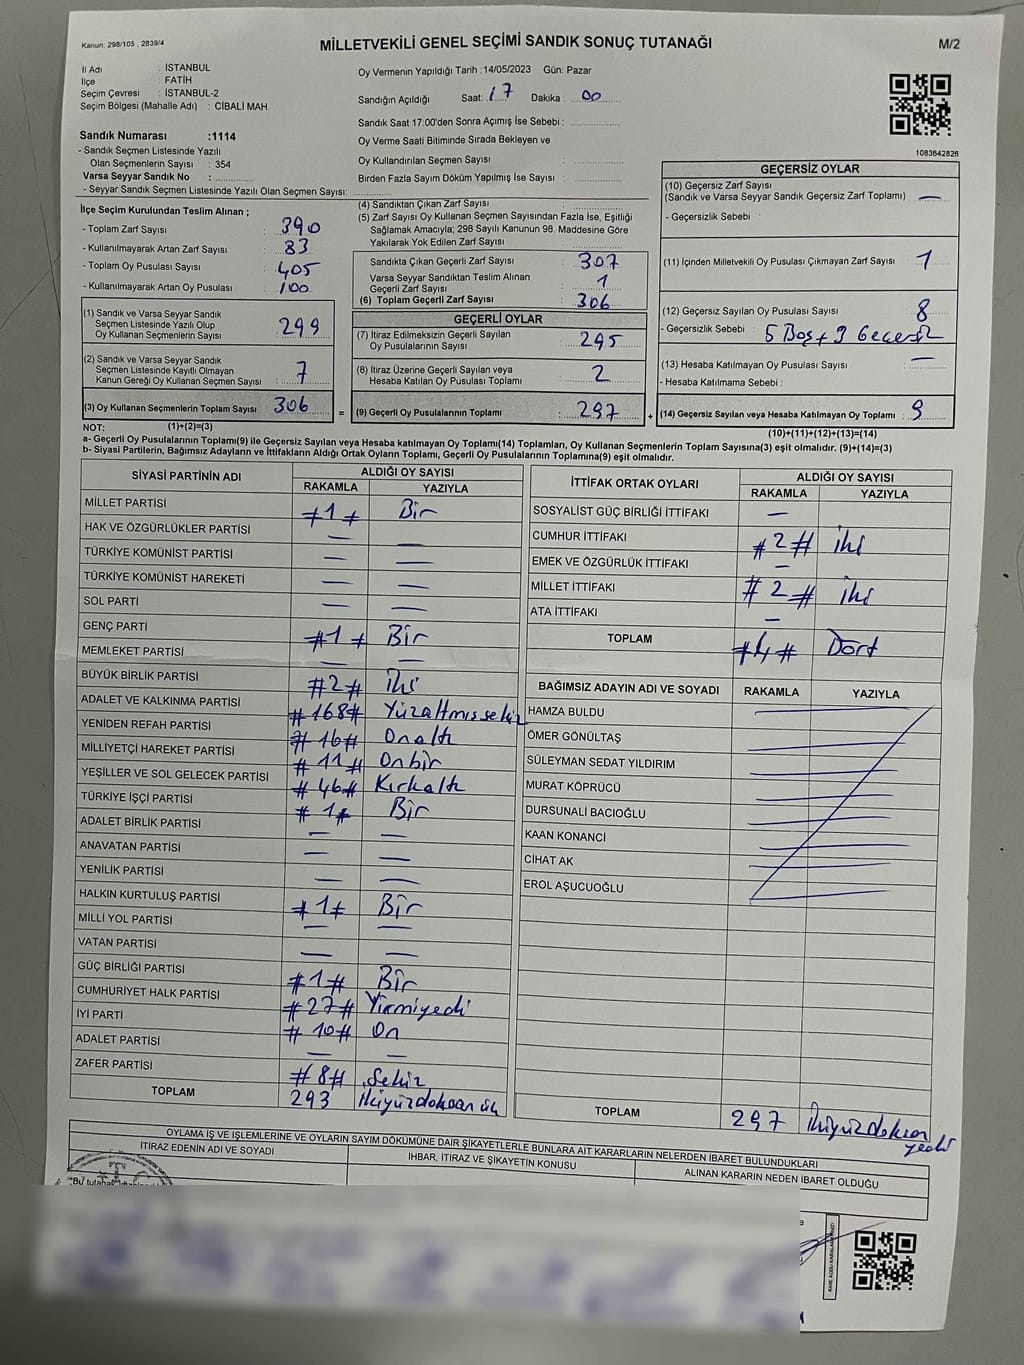 Kanun: 298/105 , 2839/4
MİLLETVEKİLİ GENEL SEÇİMİ SANDIK SONUÇ TUTANAĞI
M/2
İl Adı : İSTANBUL
İlçe : FATİH
Seçim Çevresi : İSTANBUL-2
Seçim Bölgesi (Mahalle Adı) : CİBALİ MAH.
Sandık Numarası :1114
- Sandık Seçmen Listesinde Yazılı
Olan Seçmenlerin Sayısı : 354
Varsa Seyyar Sandık No :
- Seyyar Sandık Seçmen Listesinde Yazılı Olan Seçmen Sayısı:
Oy Vermenin Yapıldığı Tarih :14/05/2023 Gün: Pazar
Sandığın Açıldığı Saat: 17 Dakika : 00
Sandık Saat 17:00'den Sonra Açımış İse Sebebi :
Oy Verme Saati Bitiminde Sırada Bekleyen ve
Oy Kullandırılan Seçmen Sayısı :
Birden Fazla Sayım Döküm Yapılmış İse Sayısı :
1083642826
İlçe Seçim Kurulundan Teslim Alınan ;
- Toplam Zarf Sayısı : 390
- Kullanılmayarak Artan Zarf Sayısı : 83
- Toplam Oy Pusulası Sayısı : 405
- Kullanılmayarak Artan Oy Pusulası : 100
(1) Sandık ve Varsa Seyyar Sandık
Seçmen Listesinde Yazılı Olup
Oy Kullanan Seçmenlerin Sayısı : 299
(2) Sandık ve Varsa Seyyar Sandık
Seçmen Listesinde Kayıtlı Olmayan
Kanun Gereği Oy Kullanan Seçmen Sayısı : 7
(3) Oy Kullanan Seçmenlerin Toplam Sayısı : 306
(4) Sandıktan Çıkan Zarf Sayısı :
(5) Zarf Sayısı Oy Kullanan Seçmen Sayısından Fazla İse, Eşitliği
Sağlamak Amacıyla; 298 Sayılı Kanunun 98. Maddesine Göre
Yakılarak Yok Edilen Zarf Sayısı :
Sandıkta Çıkan Geçerli Zarf Sayısı : 307
Varsa Seyyar Sandıktan Teslim Alınan
Geçerli Zarf Sayısı : 1
(6) Toplam Geçerli Zarf Sayısı : 306
GEÇERLİ OYLAR
(7) İtiraz Edilmeksizin Geçerli Sayılan
Oy Pusulalarının Sayısı : 295
(8) İtiraz Üzerine Geçerli Sayılan veya
Hesaba Katılan Oy Pusulası Toplamı : 2
= (9) Geçerli Oy Pusulalarının Toplamı : 297
GEÇERSİZ OYLAR
(10) Geçersiz Zarf Sayısı
(Sandık ve Varsa Seyyar Sandık Geçersiz Zarf Toplamı) : —
- Geçersizlik Sebebi :
(11) İçinden Milletvekili Oy Pusulası Çıkmayan Zarf Sayısı : 1
(12) Geçersiz Sayılan Oy Pusulası Sayısı : 8
- Geçersizlik Sebebi : 5 Boş + 3 Geçersiz
(13) Hesaba Katılmayan Oy Pusulası Sayısı : —
- Hesaba Katılmama Sebebi :
+ (14) Geçersiz Sayılan veya Hesaba Katılmayan Oy Toplamı : 9
NOT: (1)+(2)=(3)
(10)+(11)+(12)+(13)=(14)
a- Geçerli Oy Pusulalarının Toplamı(9) ile Geçersiz Sayılan veya Hesaba katılmayan Oy Toplamı(14) Toplamları, Oy Kullanan Seçmenlerin Toplam Sayısına(3) eşit olmalıdır. (9)+(14)=(3)
b- Siyasi Partilerin, Bağımsız Adayların ve İttifakların Aldığı Ortak Oyların Toplamı, Geçerli Oy Pusulalarının Toplamına(9) eşit olmalıdır.
SİYASİ PARTİNİN ADI ALDIĞI OY SAYISI
RAKAMLA YAZIYLA
MİLLET PARTİSİ #1# Bir
HAK VE ÖZGÜRLÜKLER PARTİSİ — —
TÜRKİYE KOMÜNİST PARTİSİ — —
TÜRKİYE KOMÜNİST HAREKETİ — —
SOL PARTİ — —
GENÇ PARTİ #1# Bir
MEMLEKET PARTİSİ — —
BÜYÜK BİRLİK PARTİSİ #2# İki
ADALET VE KALKINMA PARTİSİ #168# Yüzaltmışsekiz
YENİDEN REFAH PARTİSİ #16# Onaltı
MİLLİYETÇİ HAREKET PARTİSİ #11# Onbir
YEŞİLLER VE SOL GELECEK PARTİSİ #46# Kırkaltı
TÜRKİYE İŞÇİ PARTİSİ #1# Bir
ADALET BİRLİK PARTİSİ — —
ANAVATAN PARTİSİ — —
YENİLİK PARTİSİ — —
HALKIN KURTULUŞ PARTİSİ #1# Bir
MİLLİ YOL PARTİSİ — —
VATAN PARTİSİ — —
GÜÇ BİRLİĞİ PARTİSİ #1# Bir
CUMHURİYET HALK PARTİSİ #27# Yirmiyedi
İYİ PARTİ #10# On
ADALET PARTİSİ — —
ZAFER PARTİSİ #8# Sekiz
TOPLAM 293 İkiyüzdoksan üç
İTTİFAK ORTAK OYLARI ALDIĞI OY SAYISI
RAKAMLA YAZIYLA
SOSYALİST GÜÇ BİRLİĞİ İTTİFAKI —
CUMHUR İTTİFAKI #2# iki
EMEK VE ÖZGÜRLÜK İTTİFAKI —
MİLLET İTTİFAKI #2# iki
ATA İTTİFAKI —
TOPLAM #4# Dört
BAĞIMSIZ ADAYIN ADI VE SOYADI RAKAMLA YAZIYLA
HAMZA BULDU
ÖMER GÖNÜLTAŞ
SÜLEYMAN SEDAT YILDIRIM
MURAT KÖPRÜCÜ
DURSUNALİ BACIOĞLU
KAAN KONANCİ
CİHAT AK
EROL AŞUCUOĞLU
TOPLAM 297 İkiyüzdoksan yedi
OYLAMA İŞ VE İŞLEMLERİNE VE OYLARIN SAYIM DÖKÜMÜNE DAİR ŞİKAYETLERLE BUNLARA AİT KARARLARIN NELERDEN İBARET BULUNDUKLARI
İTİRAZ EDENİN ADI VE SOYADI İHBAR, İTİRAZ VE ŞİKAYETİN KONUSU ALINAN KARARIN NEDEN İBARET OLDUĞU